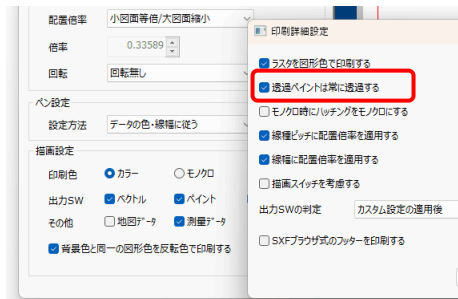 配置倍率 小図面等倍/大図面縮小
倍率 0.33589
回転 回転無し
ペン設定
設定方法 データの色・線幅に従う
描画設定
印刷色 カラー モノクロ
出力SW ベクトル ペイント
その他 地図ﾃﾞｰﾀ 測量ﾃﾞｰﾀ
背景色と同一の図形色を反転色で印刷する
印刷詳細設定
ラスタを図形色で印刷する
透過ペイントは常に透過する
モノクロ時にハッチングをモノクロにする
線種ピッチに配置倍率を適用する
線幅に配置倍率を適用する
描画スイッチを考慮する
出力SWの判定 カスタム設定の適用後
SXFブラウザ式のフッターを印刷する